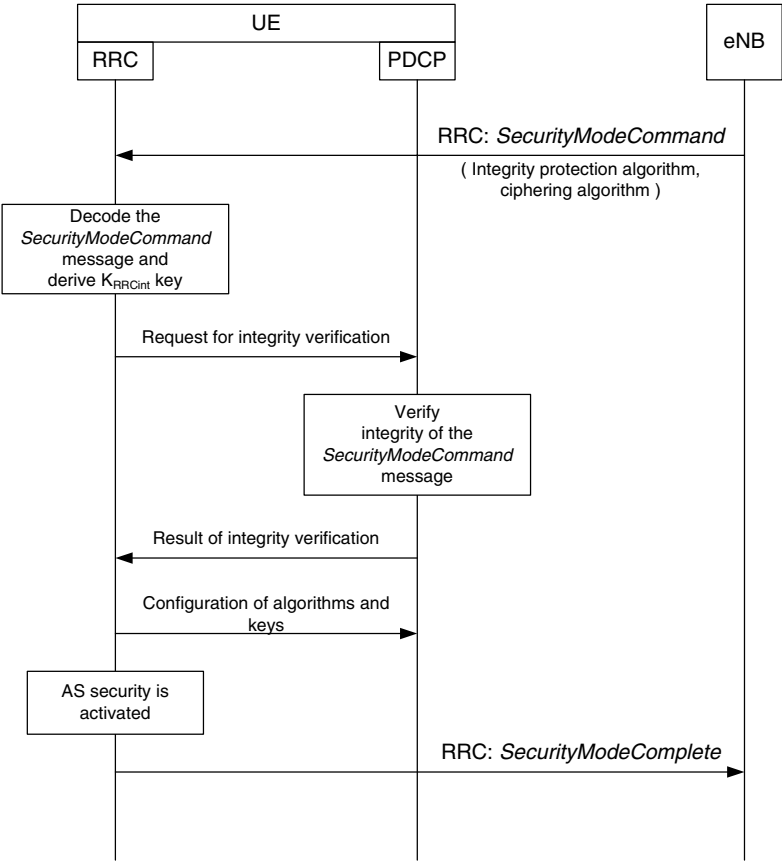 UE
eNB
RRC
PDCP
RRC: SecurityModeCommand
( Integrity protection algorithm,
ciphering algorithm )
Decode the
SecurityModeCommand
message and
derive KRRCint key
Request for integrity verification
Verify
integrity of the
SecurityModeCommand
message
Result of integrity verification
Configuration of algorithms and
keys
AS security is
activated
RRC: SecurityModeComplete